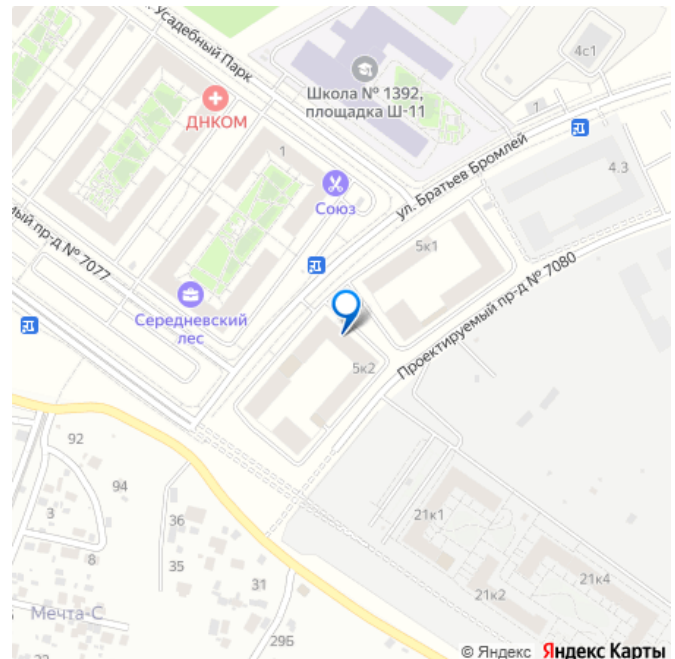 Усадебный Парк
4с1
Школа № 1392,
площадка Ш-11
ДНКОМ
1
1
ул. Братьев Бромлей
4.3
Союз
5к1
пр-д № 7077
Проектируемый пр-д № 7080
Середневский
лес
5к2
92
94
3
36
21к1
8
35
31
21к4
21к2
Мечта-С
29Б
© Яндекс Яндекс Карты